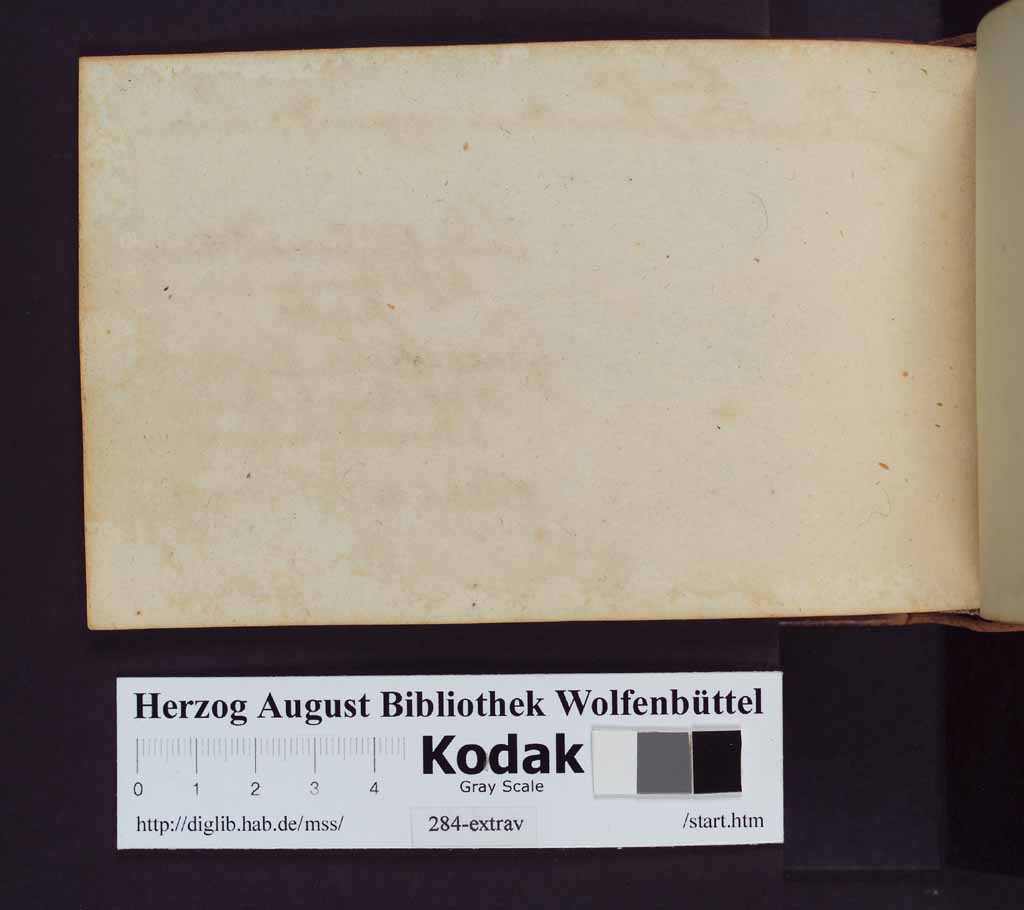 Herzog August Bibliothek Wolfenbüttel
Kodak
Gray Scale
0 1 2 3 4
http://diglib.hab.de/mss/ 284-extrav /start.htm